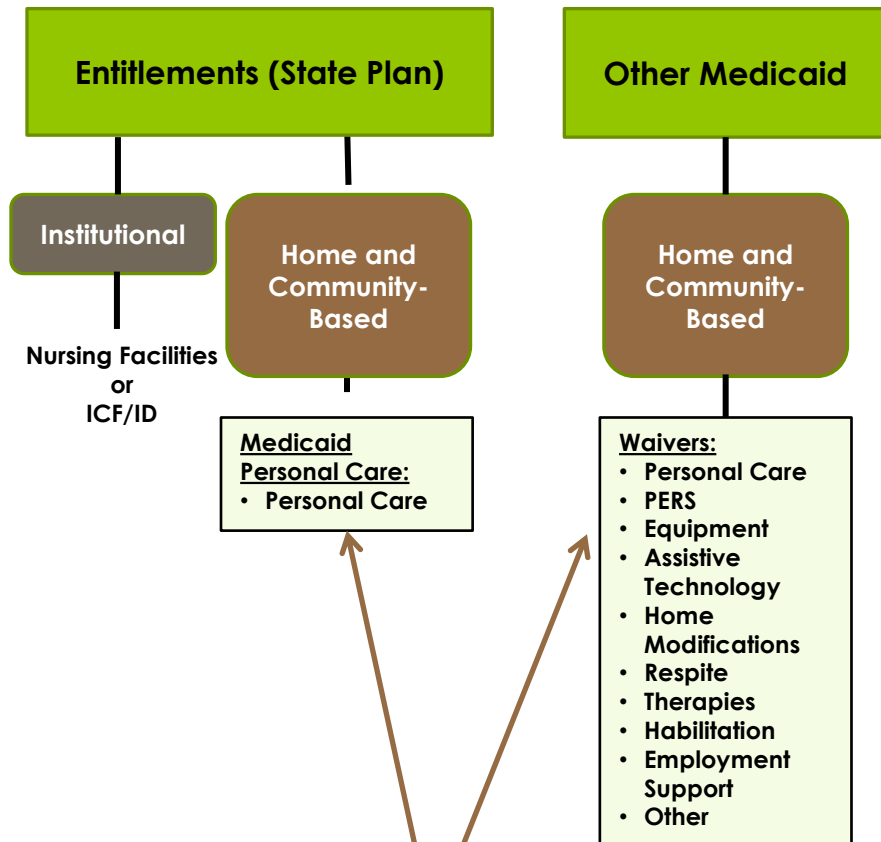 Entitlements (State Plan)
Other Medicaid
Institutional
Home and
Community-
Based
Home and
Community-
Based
Nursing Facilities
or
ICF/ID
Medicaid
Personal Care:
• Personal Care
Waivers:
• Personal Care
• PERS
• Equipment
• Assistive
Technology
• Home
Modifications
• Respite
• Therapies
• Habilitation
• Employment
Support
• Other